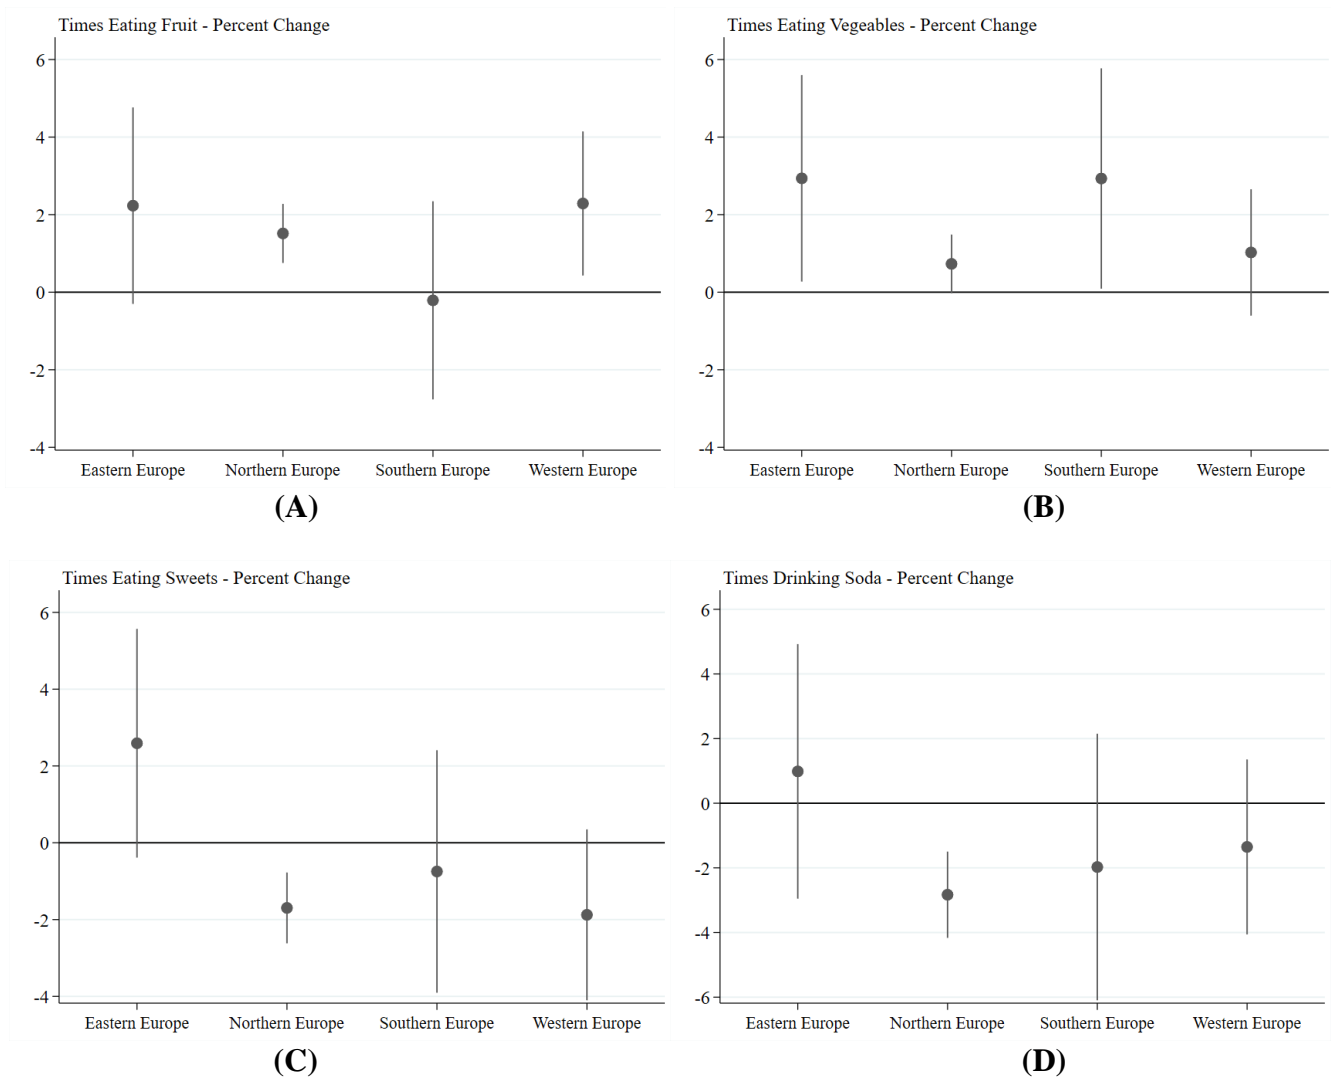 Times Eating Fruit - Percent Change
6
4
2
0
-2
-4
Eastern Europe Northern Europe Southern Europe Western Europe
(A)
Times Eating Vegeables - Percent Change
6
4
2
0
-2
-4
Eastern Europe Northern Europe Southern Europe Western Europe
(B)
Times Eating Sweets - Percent Change
6
4
2
0
-2
-4
Eastern Europe Northern Europe Southern Europe Western Europe
(C)
Times Drinking Soda - Percent Change
6
4
2
0
-2
-4
-6
Eastern Europe Northern Europe Southern Europe Western Europe
(D)